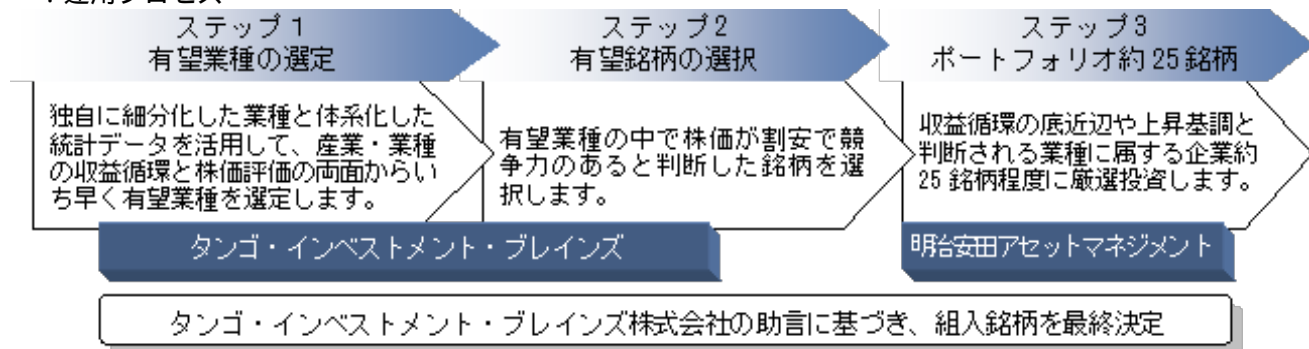 運用プロセス
ステップ1
有望業種の選定
ステップ2
有望銘柄の選択
ステップ3
ポートフォリオ約25銘柄
独自に細分化した業種と体系化した
統計データを活用して、産業・業種
の収益循環と株価評価の両面からい
ち早く有望業種を選定します。
有望業種の中で株価が割安で競
争力のあると判断した銘柄を選
択します。
収益循環の底近辺や上昇基調と
判断される業種に属する企業約
25銘柄程度に厳選投資します。
タンゴ・インベストメント・ブレインズ
明治安田アセットマネジメント
タンゴ・インベストメント・ブレインズ株式会社の助言に基づき、組入銘柄を最終決定